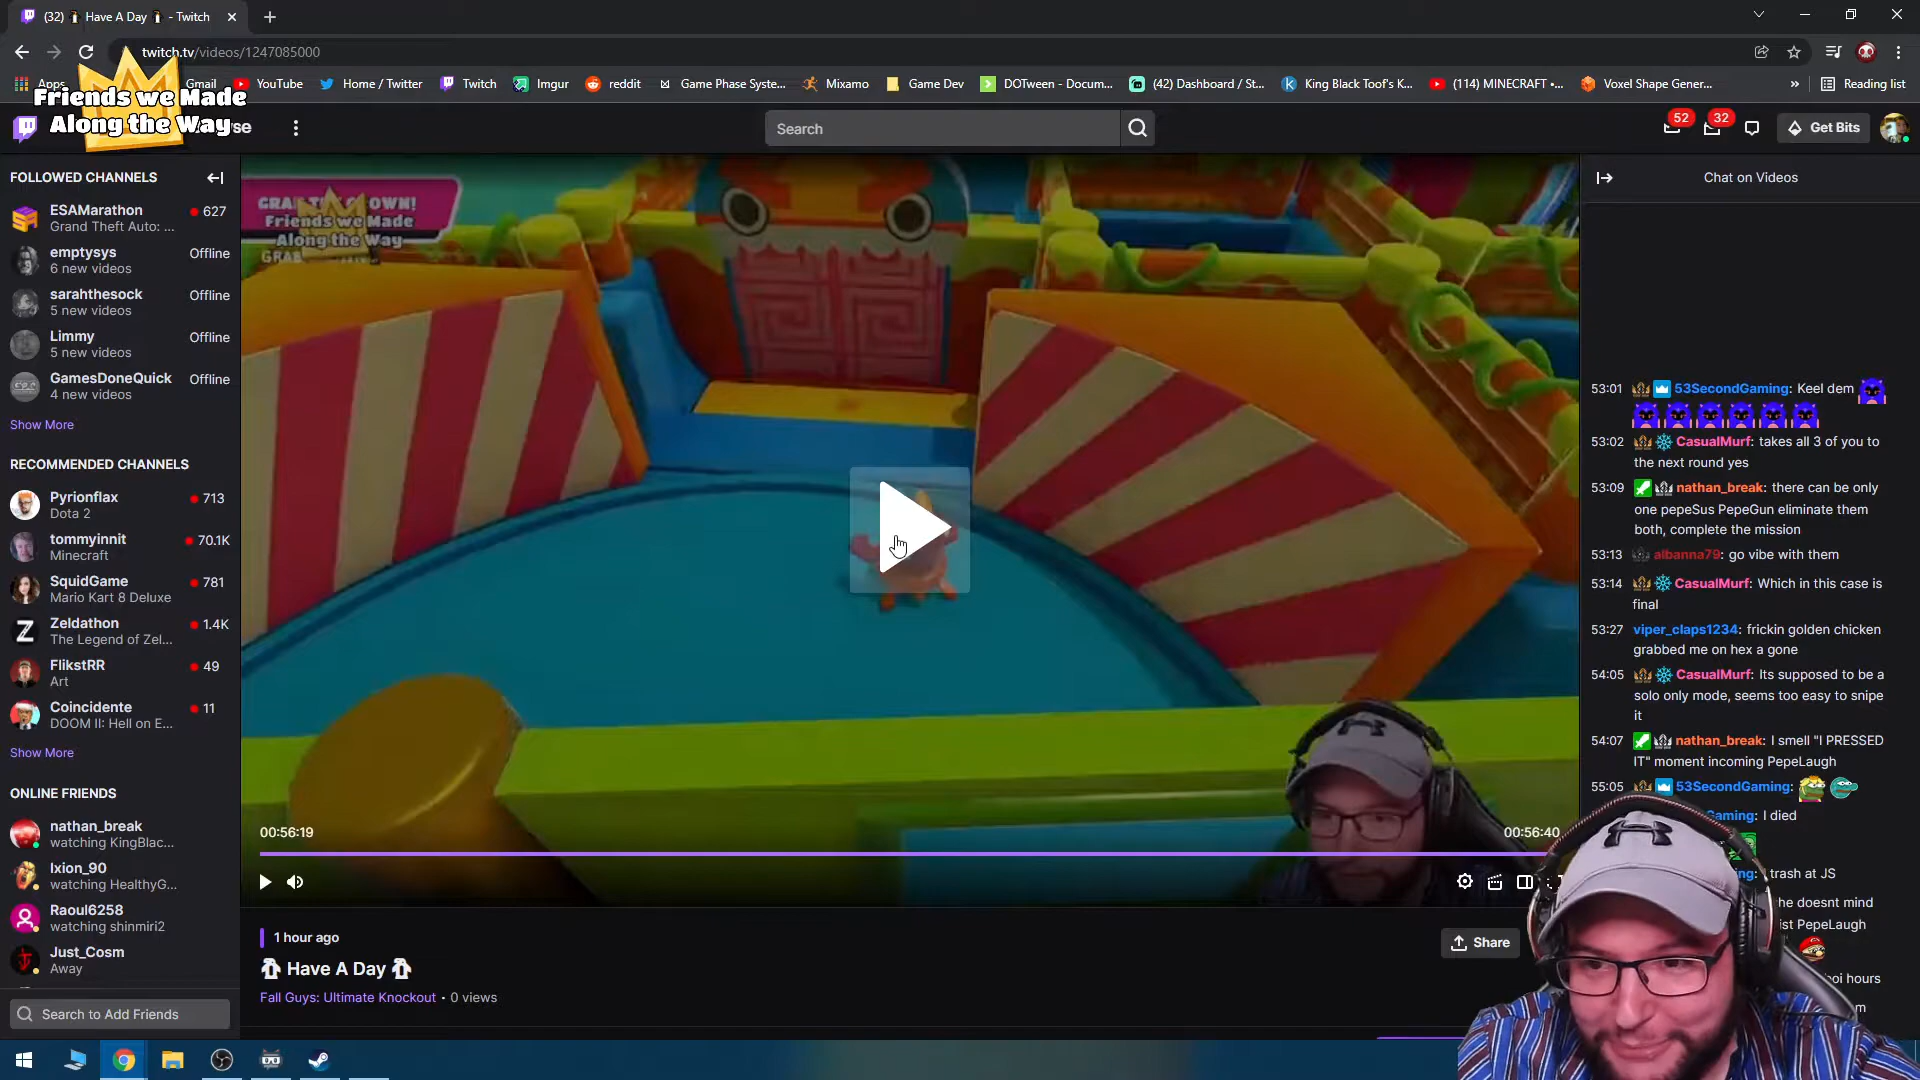 (32) Have A Day - Twitch
twitch.tv/videos/1247085000
Apps Gmail YouTube Home / Twitter Twitch Imgur reddit Game Phase Syste... Mixamo Game Dev DOTween - Docum... (42) Dashboard / St... King Black Toof's K... (114) MINECRAFT •... Voxel Shape Gener... » Reading list
Friends we Made
Along the Way
Search
52
32
Get Bits
FOLLOWED CHANNELS
ESAMarathon 627
Grand Theft Auto: ...
emptysys Offline
6 new videos
sarahthesock Offline
5 new videos
Limmy Offline
5 new videos
GamesDoneQuick Offline
4 new videos
Show More
RECOMMENDED CHANNELS
Pyrionflax 713
Dota 2
tommyinnit 70.1K
Minecraft
SquidGame 781
Mario Kart 8 Deluxe
Zeldathon 1.4K
The Legend of Zel...
FlikstRR 49
Art
Coincidente 11
DOOM II: Hell on E...
Show More
ONLINE FRIENDS
nathan_break
watching KingBlac...
Ixion_90
watching HealthyG...
Raoul6258
watching shinmiri2
Just_Cosm
Away
Search to Add Friends
Friends we Made
Along the Way
00:56:19
00:56:40
1 hour ago
Have A Day
Fall Guys: Ultimate Knockout • 0 views
Share
Chat on Videos
53:01 53SecondGaming: Keel dem
53:02 CasualMurf: takes all 3 of you to
the next round yes
53:09 nathan_break: there can be only
one pepeSus PepeGun eliminate them
both, complete the mission
53:13 albanna79: go vibe with them
53:14 CasualMurf: Which in this case is
final
53:27 viper_claps1234: frickin golden chicken
grabbed me on hex a gone
54:05 CasualMurf: Its supposed to be a
solo only mode, seems too easy to snipe
it
54:07 nathan_break: I smell "I PRESSED
IT" moment incoming PepeLaugh
55:05 53SecondGaming:
Gaming: I died
trash at JS
he doesnt mind
PepeLaugh
hours